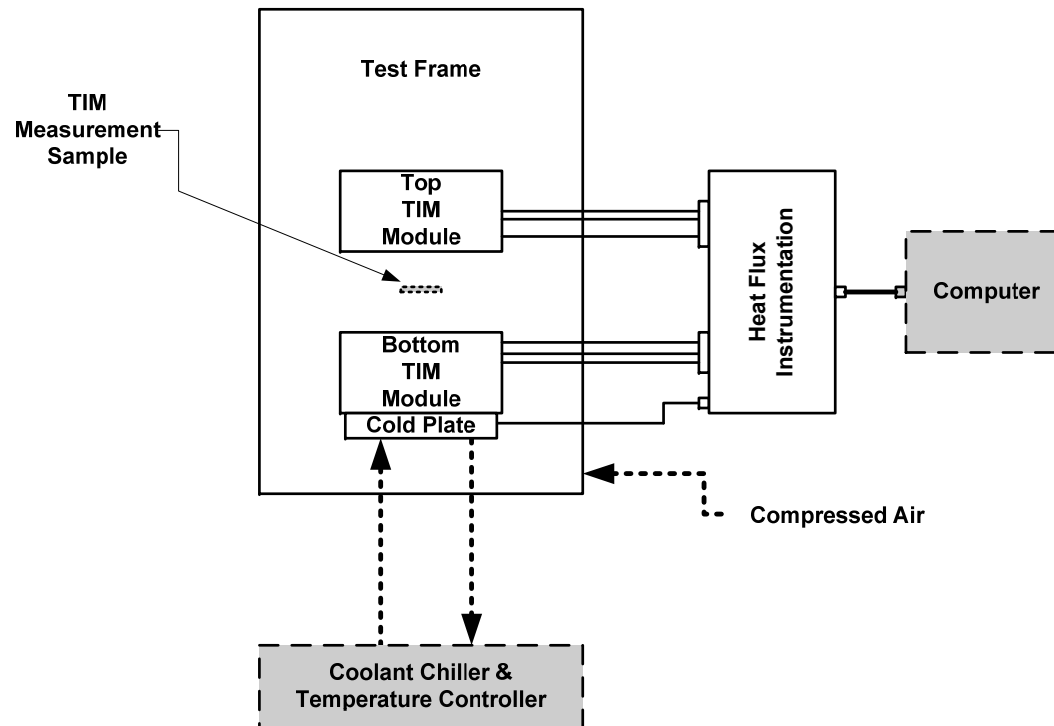 Test Frame
TIM
Measurement
Sample
Top
TIM
Module
Heat Flux
Instrumentation
Computer
Bottom
TIM
Module
Cold Plate
Compressed Air
Coolant Chiller &
Temperature Controller